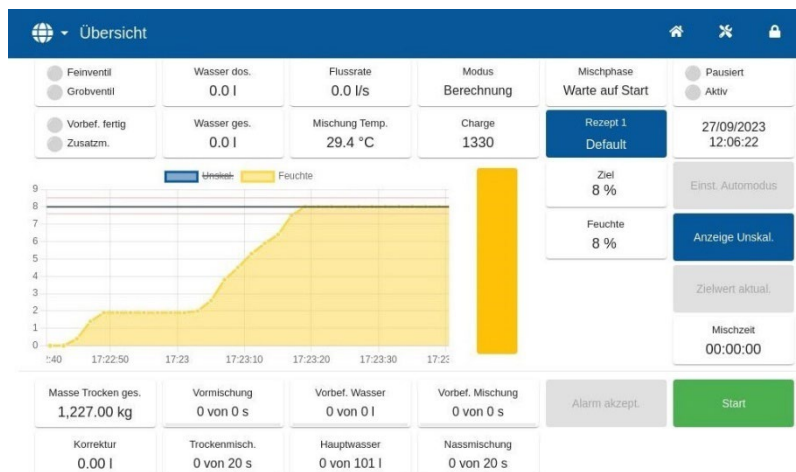 Übersicht
Feinventil
Grobventil
Wasser dos.
0.0 l
Flussrate
0.0 l/s
Modus
Berechnung
Mischphase
Warte auf Start
Pausiert
Aktiv
Vorbef. fertig
Zusatzm.
Wasser ges.
0.0 l
Mischung Temp.
29.4 °C
Charge
1330
Rezept 1
Default
27/09/2023
12:06:22
Unskal.
Feuchte
9
8
7
6
5
4
3
2
1
0
:40
17:22:50
17:23
17:23:10
17:23:20
17:23:30
17:23
Ziel
8 %
Feuchte
8 %
Einst. Automodus
Anzeige Unskal.
Zielwert aktual.
Mischzeit
00:00:00
Masse Trocken ges.
1,227.00 kg
Vormischung
0 von 0 s
Vorbef. Wasser
0 von 0 l
Vorbef. Mischung
0 von 0 s
Alarm akzept.
Start
Korrektur
0.00 l
Trockenmisch.
0 von 20 s
Hauptwasser
0 von 101 l
Nassmischung
0 von 20 s